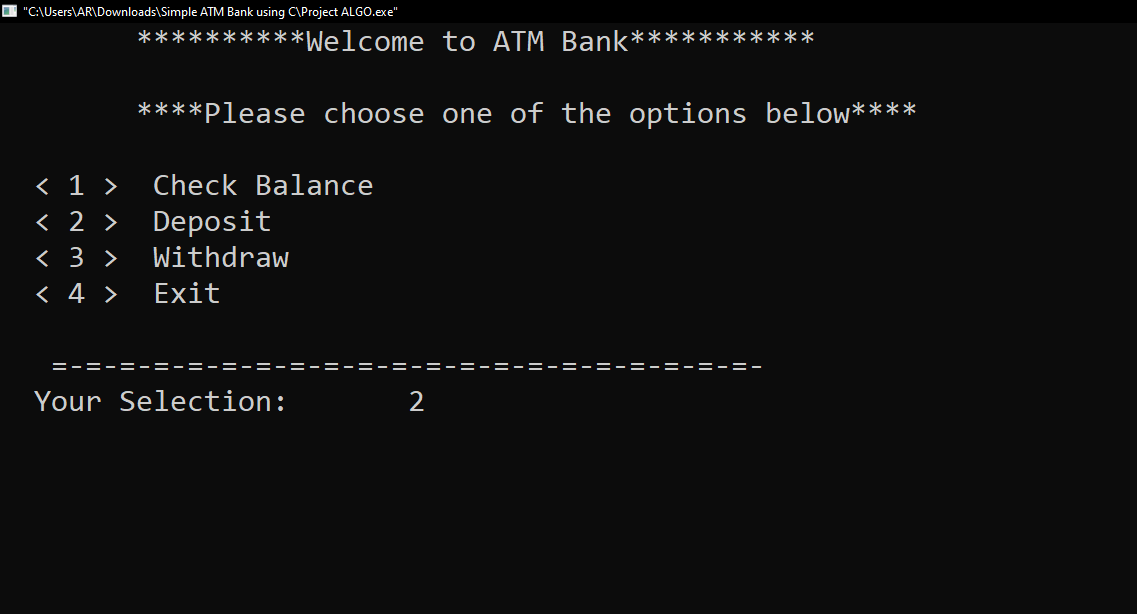 "C:\Users\AR\Downloads\Simple ATM Bank using C\Project ALGO.exe"
**********Welcome to ATM Bank***********
****Please choose one of the options below****
< 1 >  Check Balance
< 2 >  Deposit
< 3 >  Withdraw
< 4 >  Exit
=-=-=-=-=-=-=-=-=-=-=-=-=-=-=-=-=-=-=-=-=-
Your Selection:       2